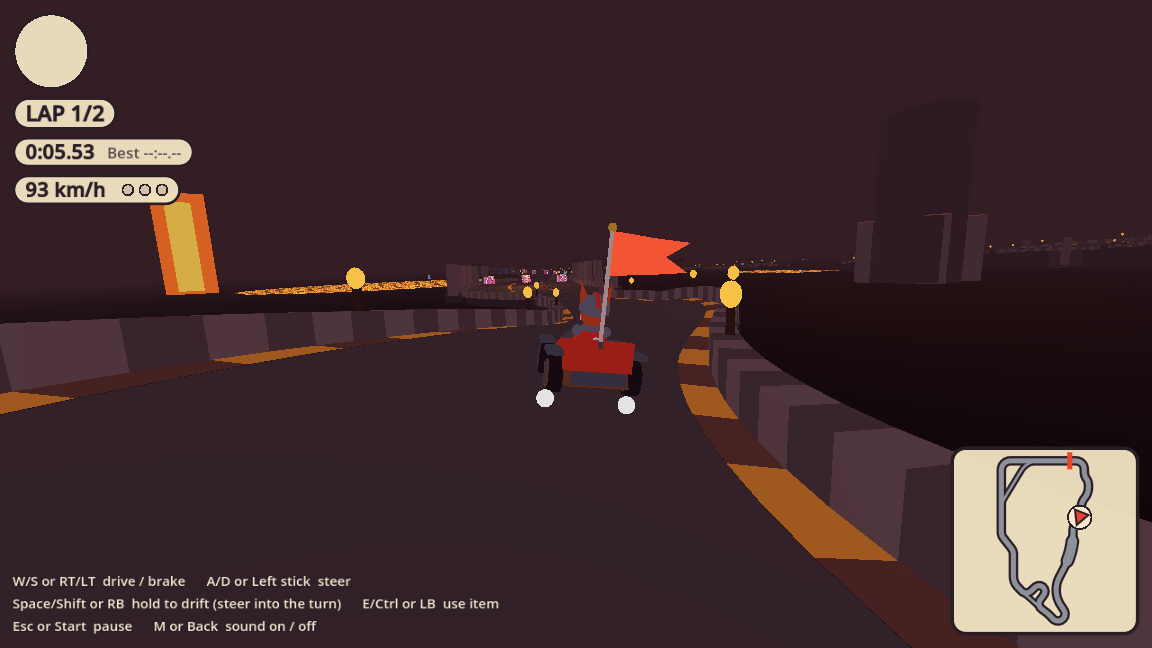 LAP 1/2
0:05.53 Best --:--.--
93 km/h
W/S or RT/LT drive / brake A/D or Left stick steer
Space/Shift or RB hold to drift (steer into the turn) E/Ctrl or LB use item
Esc or Start pause M or Back sound on / off